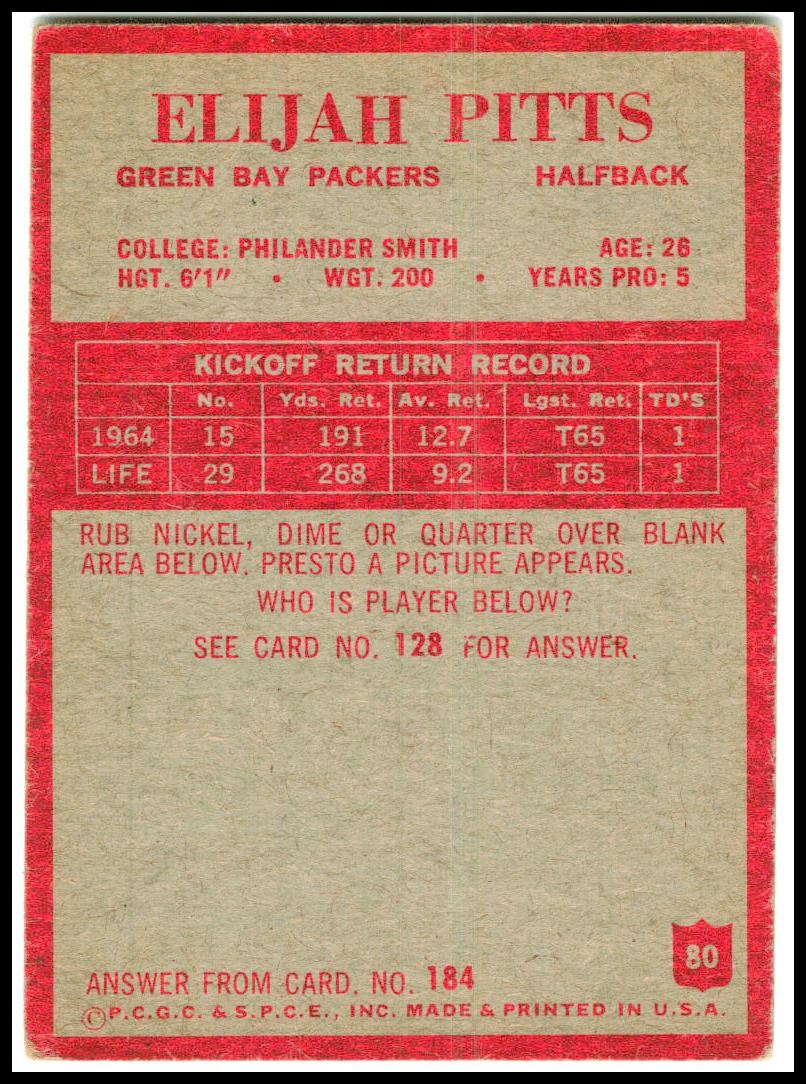 ELIJAH PITTS
GREEN BAY PACKERS HALFBACK
COLLEGE: PHILANDER SMITH AGE: 26
HGT. 6'1" • WGT. 200 • YEARS PRO: 5
KICKOFF RETURN RECORD
No. Yds. Ret. Av. Ret. Lgst. Ret. TD'S
1964 15 191 12.7 T65 1
LIFE 29 268 9.2 T65 1
RUB NICKEL, DIME OR QUARTER OVER BLANK
AREA BELOW. PRESTO A PICTURE APPEARS.
WHO IS PLAYER BELOW?
SEE CARD NO. 128 FOR ANSWER.
80
ANSWER FROM CARD. NO. 184
©P.C.G.C. & S.P.C.E., INC. MADE & PRINTED IN U.S.A.